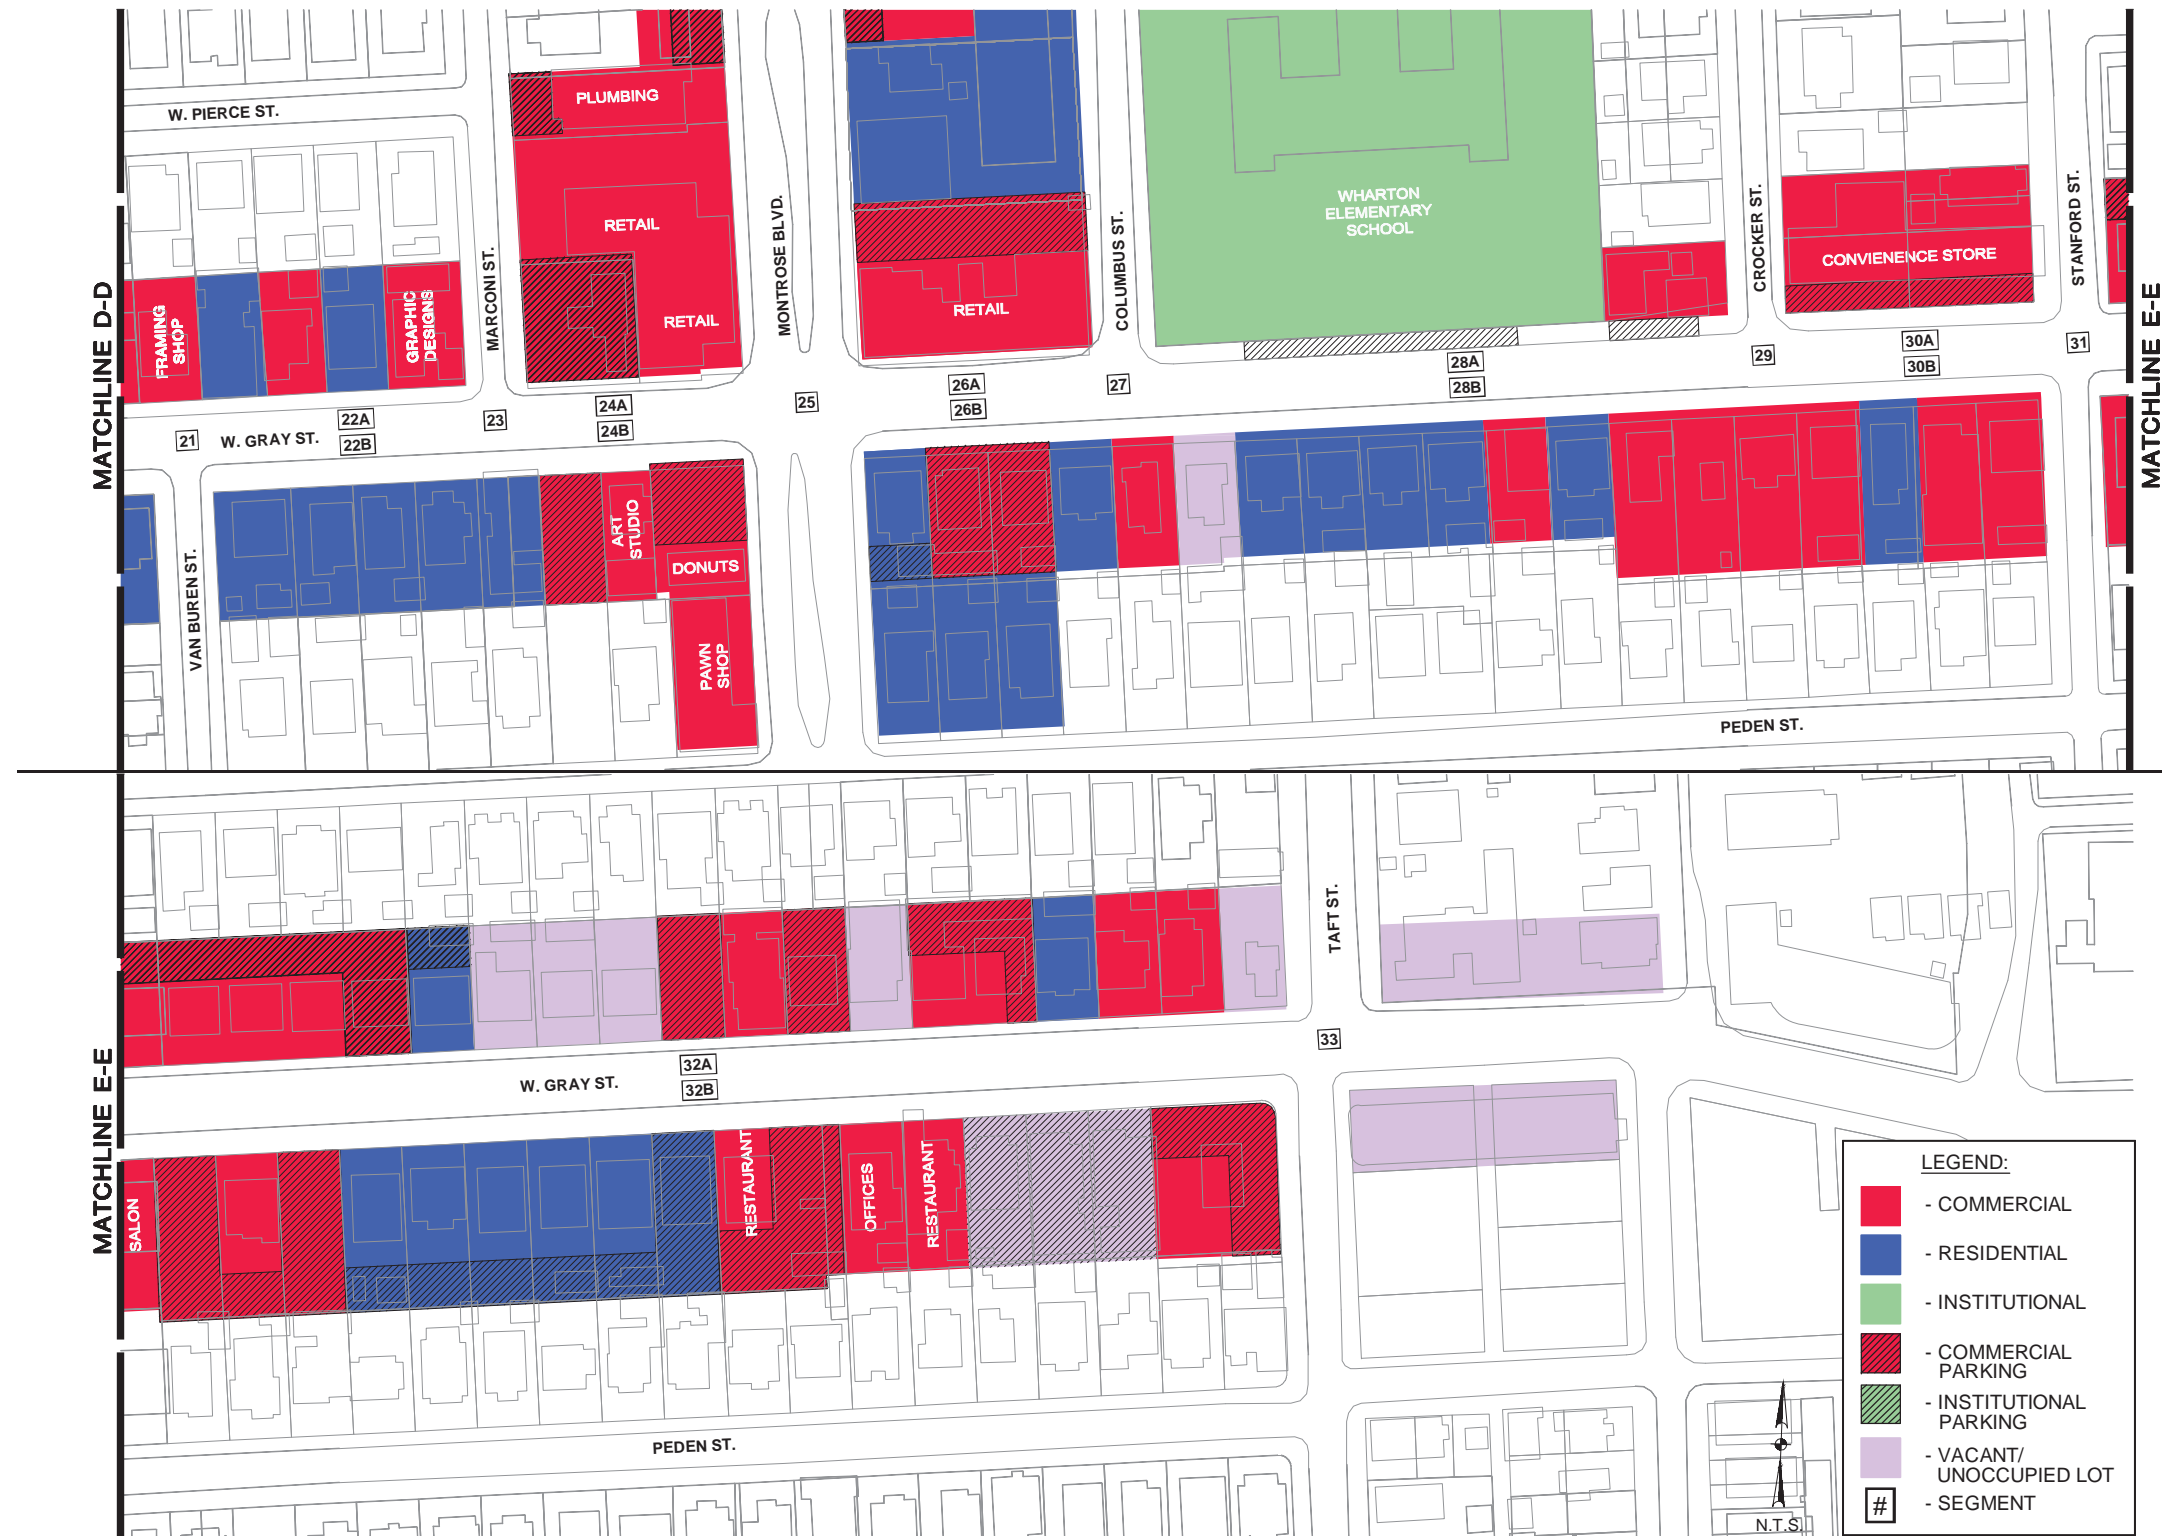 PLUMBING
W. PIERCE ST.
WHARTON
ELEMENTARY
SCHOOL
RETAIL
MONTROSE BLVD.
COLUMBUS ST.
CROCKER ST.
STANFORD ST.
CONVIENENCE STORE
MARCONI ST.
FRAMING
SHOP
GRAPHIC
DESIGNS
RETAIL
RETAIL
MATCHLINE D-D
MATCHLINE E-E
30A
31
28A
29
30B
26A
27
28B
24A
25
26B
22A
23
24B
21
W. GRAY ST.
22B
ART
STUDIO
DONUTS
VAN BUREN ST.
PAWN
SHOP
PEDEN ST.
TAFT ST.
33
32A
W. GRAY ST.
32B
MATCHLINE E-E
SALON
RESTAURANT
OFFICES
RESTAURANT
PEDEN ST.
LEGEND:
- COMMERCIAL
- RESIDENTIAL
- INSTITUTIONAL
- COMMERCIAL
PARKING
- INSTITUTIONAL
PARKING
- VACANT/
UNOCCUPIED LOT
# - SEGMENT
N.T.S.